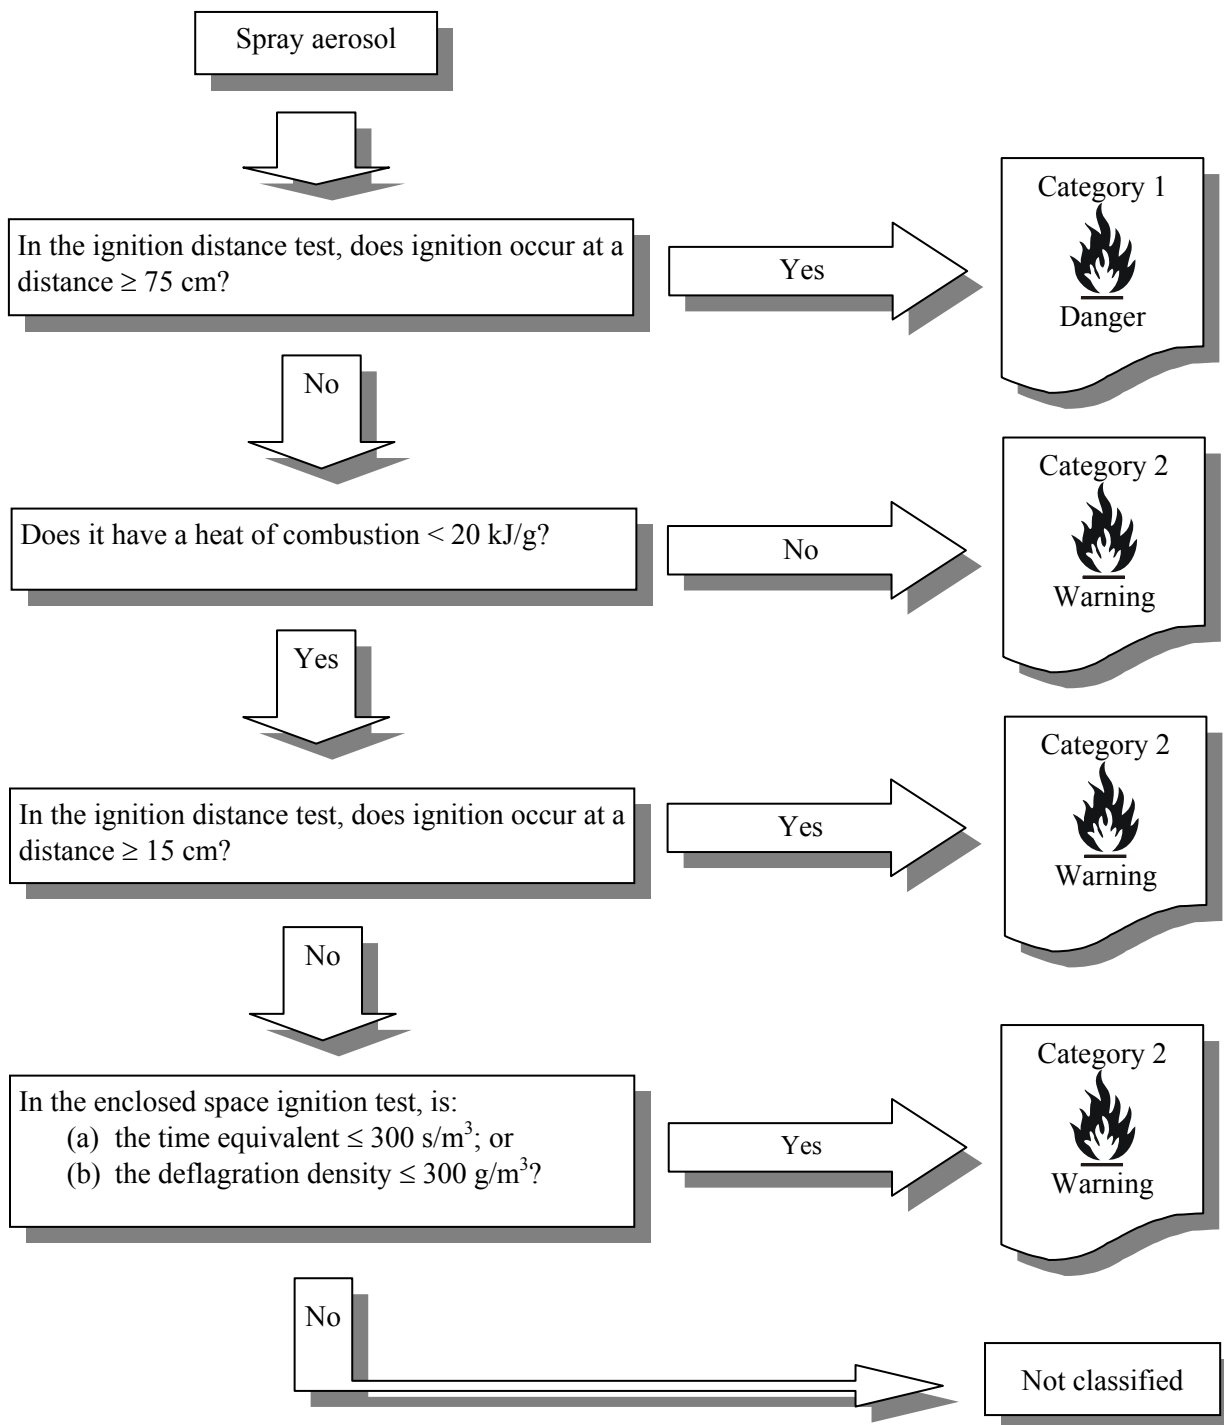 Spray aerosol
In the ignition distance test, does ignition occur at a
distance ≥ 75 cm?
Yes
Category 1
Danger
No
Does it have a heat of combustion < 20 kJ/g?
No
Category 2
Warning
Yes
In the ignition distance test, does ignition occur at a
distance ≥ 15 cm?
Yes
Category 2
Warning
No
In the enclosed space ignition test, is:
(a) the time equivalent ≤ 300 s/m³; or
(b) the deflagration density ≤ 300 g/m³?
Yes
Category 2
Warning
No
Not classified